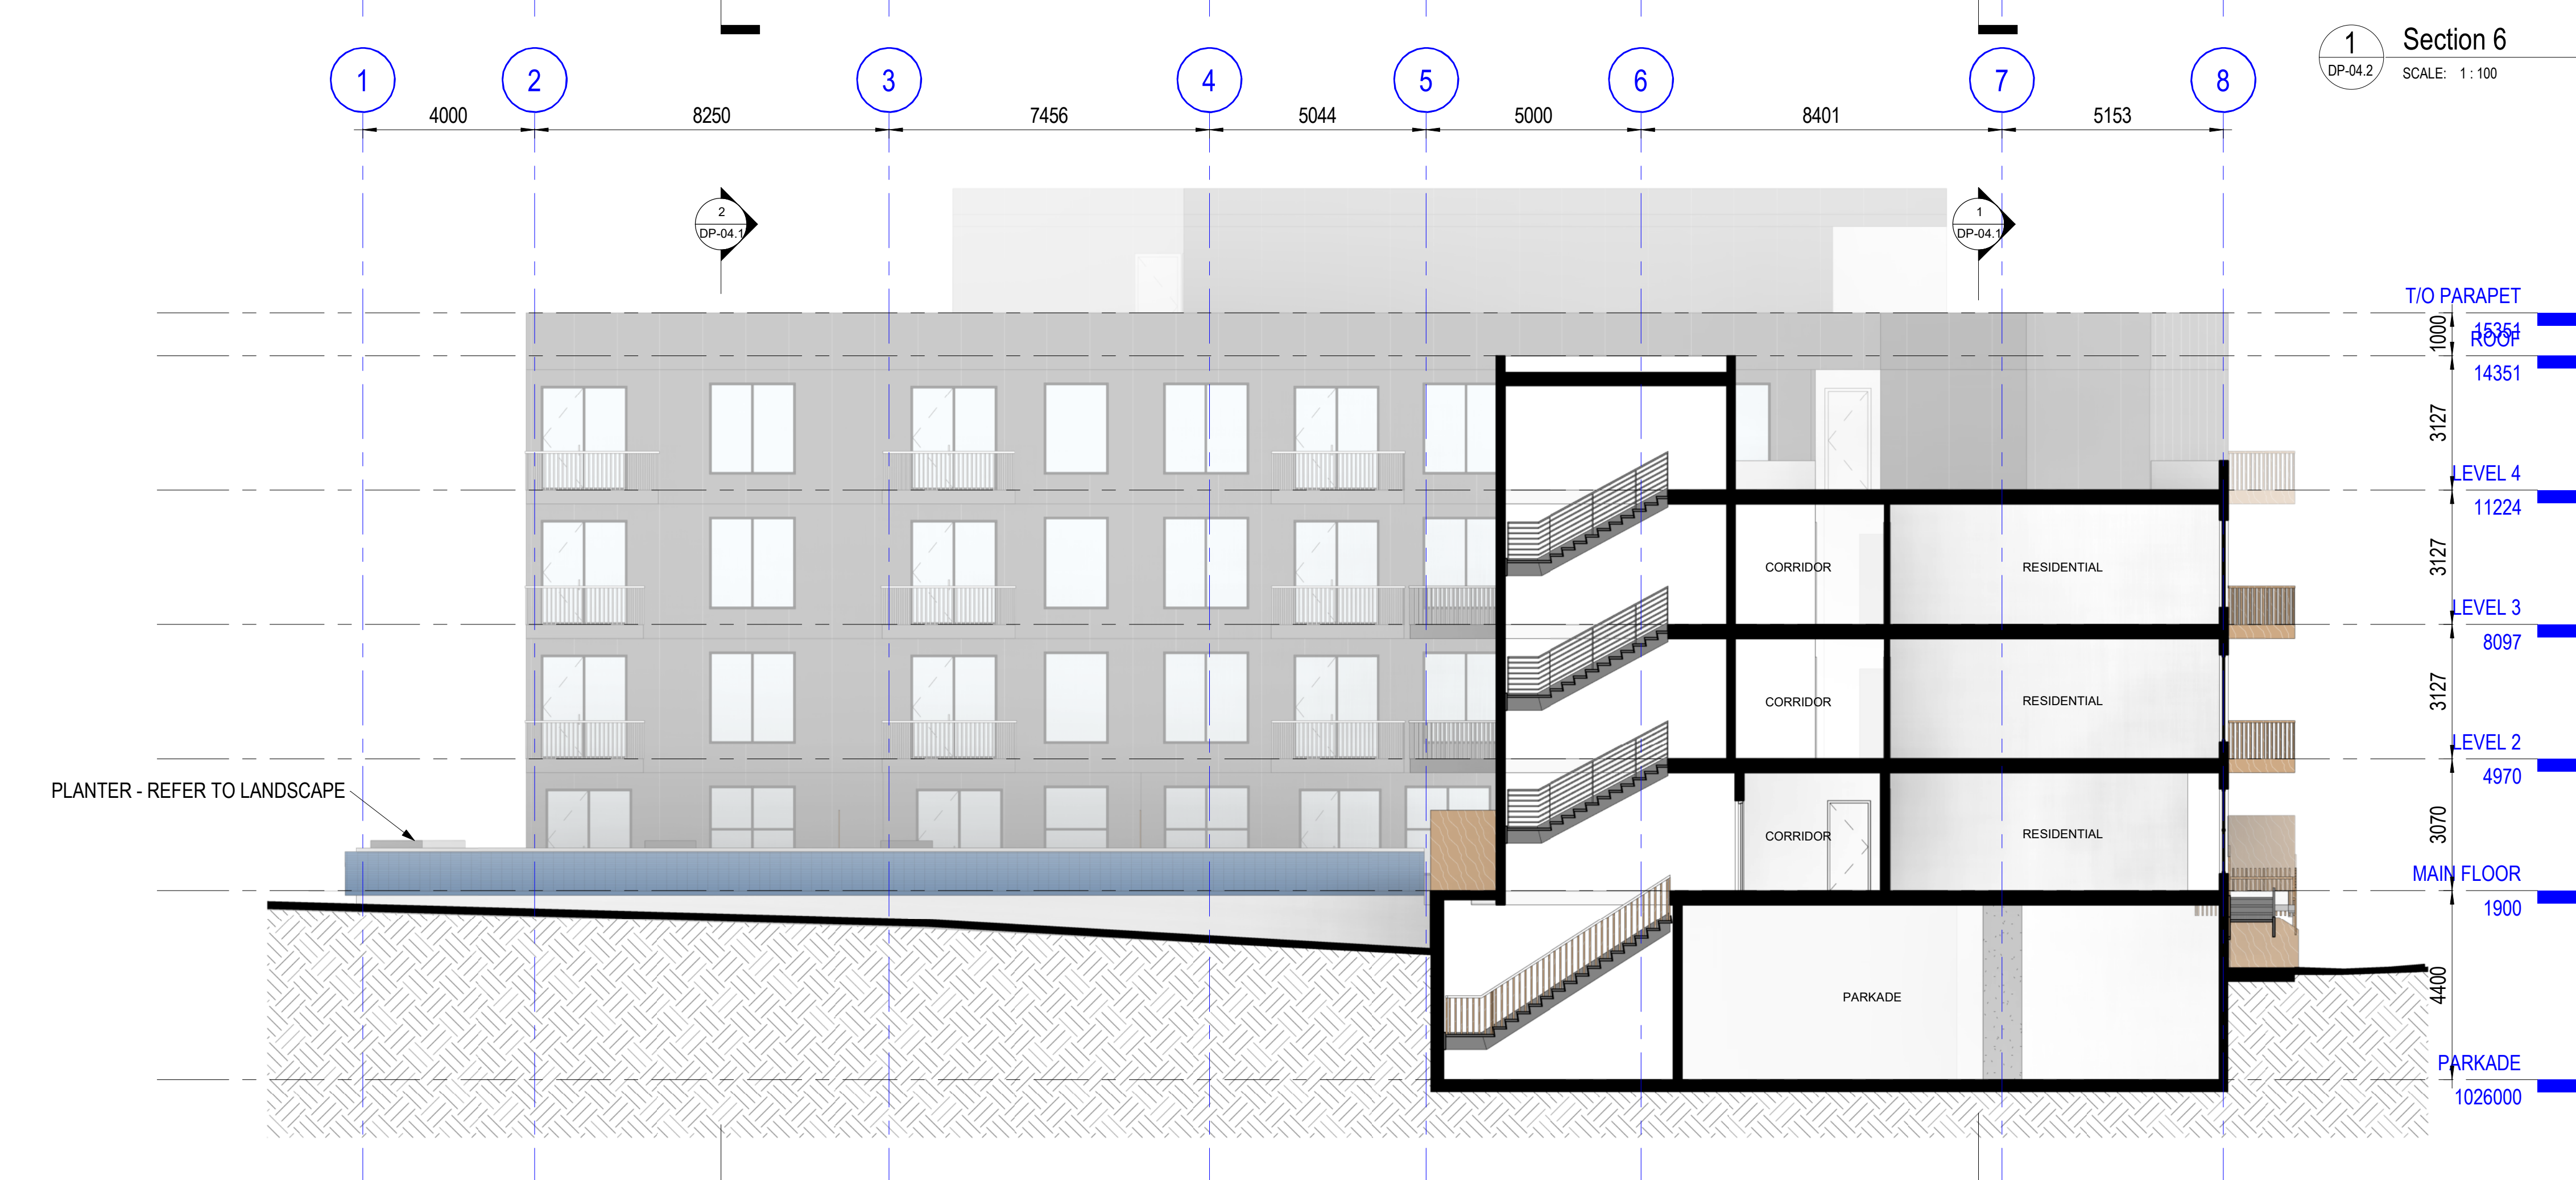 1
DP-04.2
Section 6
SCALE: 1 : 100
1
2
3
4
5
6
7
8
4000
8250
7456
5044
5000
8401
5153
2
DP-04.1
1
DP-04.1
T/O PARAPET
15351
1000
ROOF
14351
3127
LEVEL 4
11224
3127
CORRIDOR
RESIDENTIAL
LEVEL 3
8097
3127
CORRIDOR
RESIDENTIAL
LEVEL 2
4970
PLANTER - REFER TO LANDSCAPE
3070
CORRIDOR
RESIDENTIAL
MAIN FLOOR
1900
4400
PARKADE
PARKADE
1026000